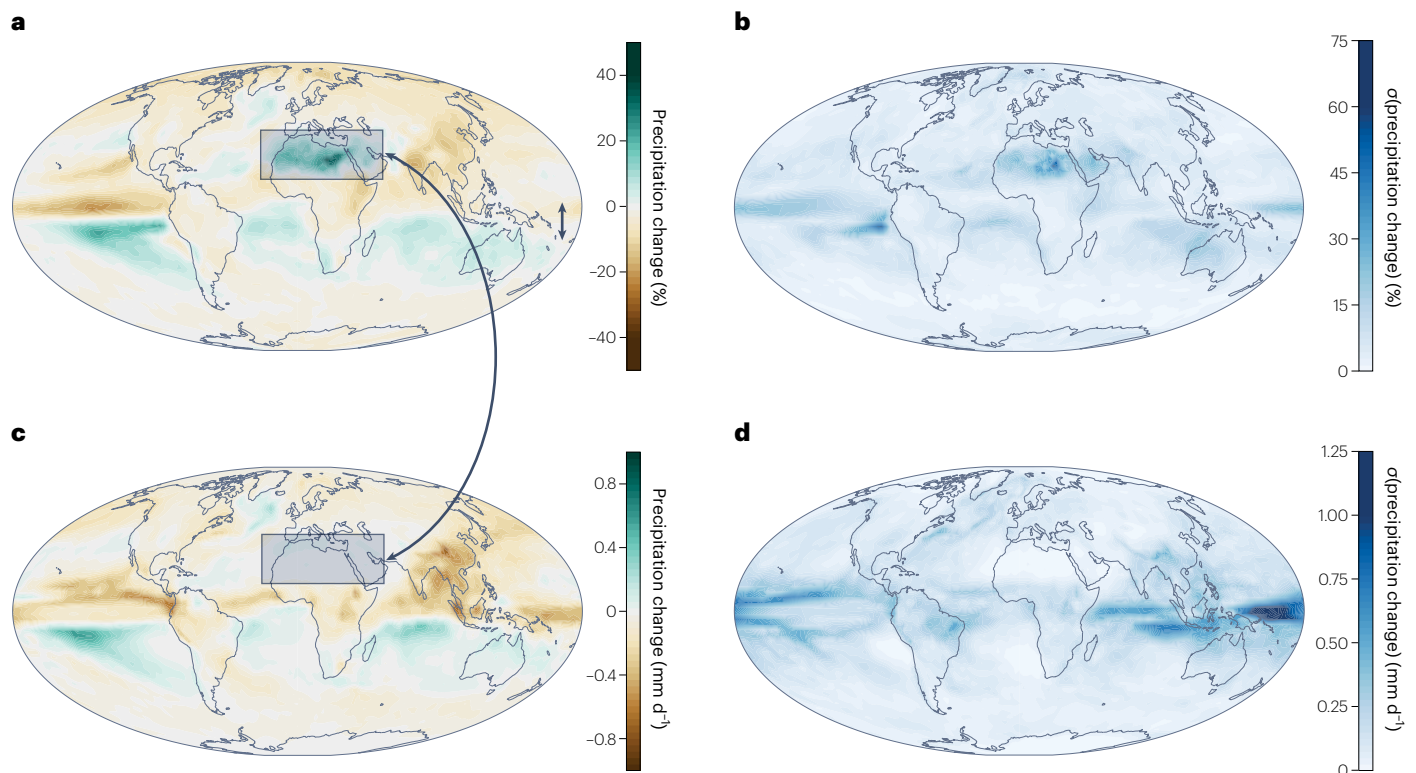 a
40
20
0
–20
–40
Precipitation change (%)
b
75
60
45
30
15
0
σ(precipitation change) (%)
c
0.8
0.4
0
–0.4
–0.8
Precipitation change (mm d⁻¹)
d
1.25
1.00
0.75
0.50
0.25
0
σ(precipitation change) (mm d⁻¹)